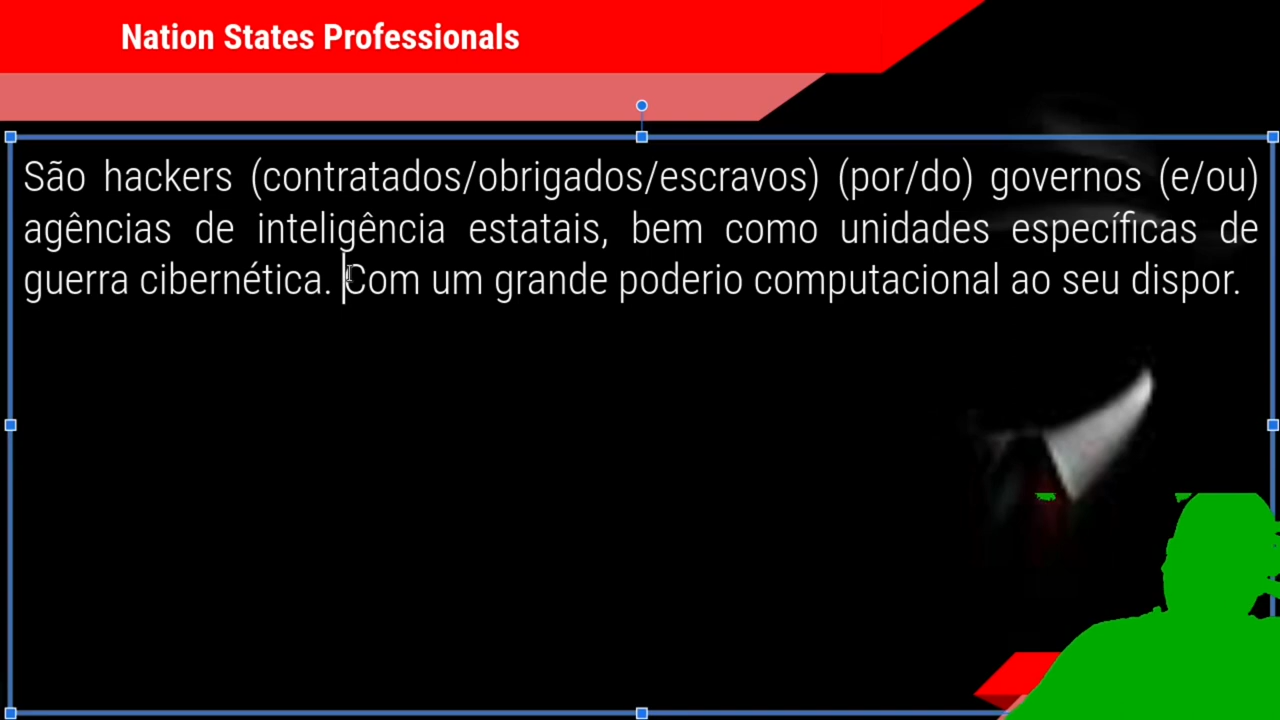 Nation States Professionals
São hackers (contratados/obrigados/escravos) (por/do) governos (e/ou)
agências de inteligência estatais, bem como unidades específicas de
guerra cibernética. Com um grande poderio computacional ao seu dispor.